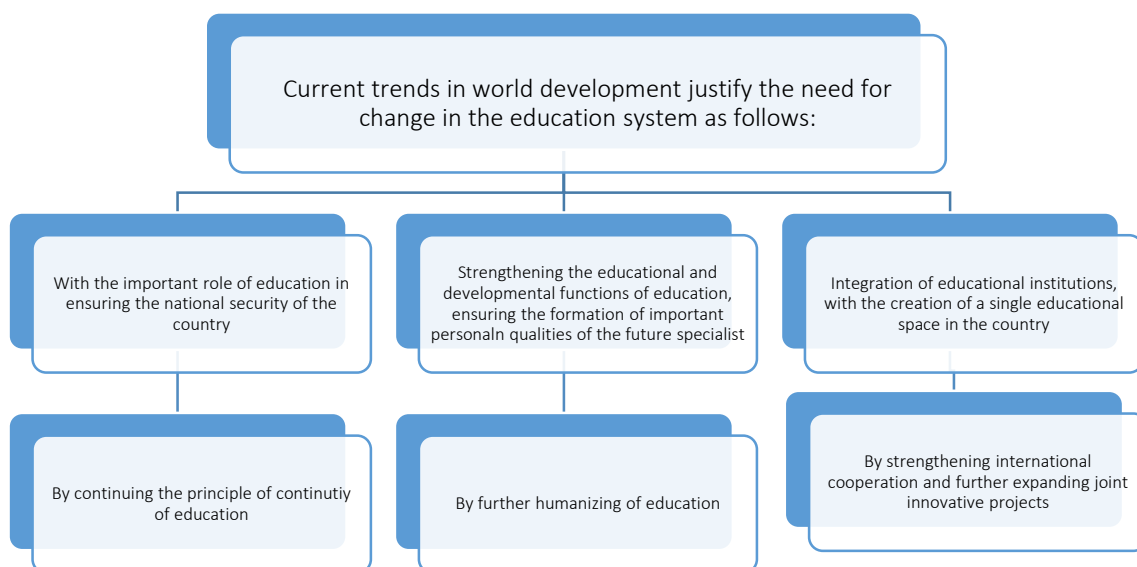 Current trends in world development justify the need for
change in the education system as follows:
With the important role of education in
ensuring the national security of the
country
Strengthening the educational and
developmental functions of education,
ensuring the formation of important
personaln qualities of the future specialist
Integration of educational institutions,
with the creation of a single educational
space in the country
By continuing the principle of continutiy
of education
By further humanizing of education
By strengthening international
cooperation and further expanding joint
innovative projects